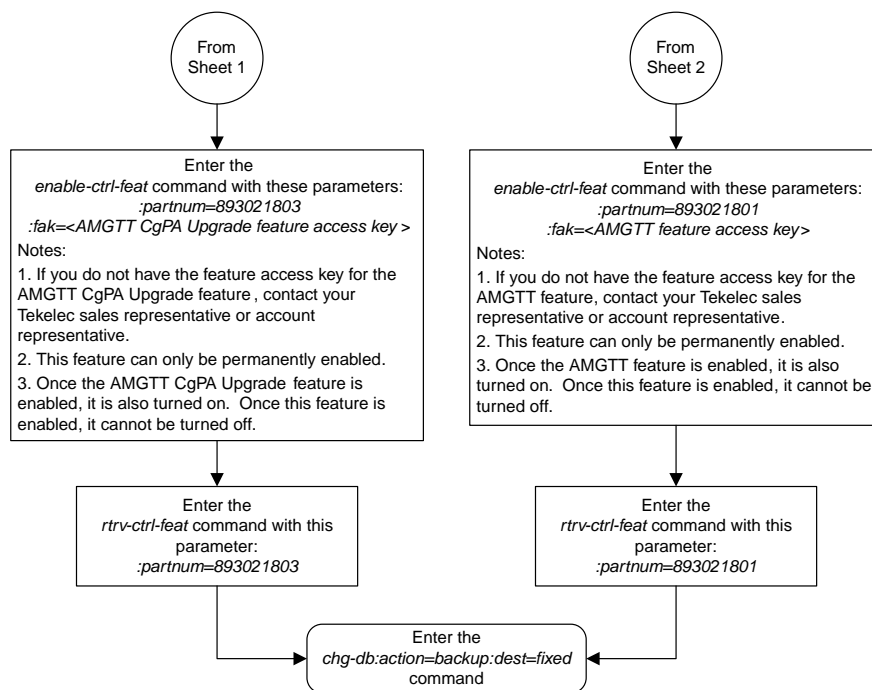 From
Sheet 1
Enter the
enable-ctrl-feat command with these parameters:
:partnum=893021803
:fak=<AMGTT CgPA Upgrade feature access key >
Notes:
1. If you do not have the feature access key for the
AMGTT CgPA Upgrade feature , contact your
Tekelec sales representative or account
representative.
2. This feature can only be permanently enabled.
3. Once the AMGTT CgPA Upgrade feature is
enabled, it is also turned on.  Once this feature is
enabled, it cannot be turned off.
Enter the
rtrv-ctrl-feat command with this
parameter:
:partnum=893021803
From
Sheet 2
Enter the
enable-ctrl-feat command with these parameters:
:partnum=893021801
:fak=<AMGTT feature access key>
Notes:
1. If you do not have the feature access key for the
AMGTT feature, contact your Tekelec sales
representative or account representative.
2. This feature can only be permanently enabled.
3. Once the AMGTT feature is enabled, it is also
turned on.  Once this feature is enabled, it cannot be
turned off.
Enter the
rtrv-ctrl-feat command with this
parameter:
:partnum=893021801
Enter the
chg-db:action=backup:dest=fixed
command